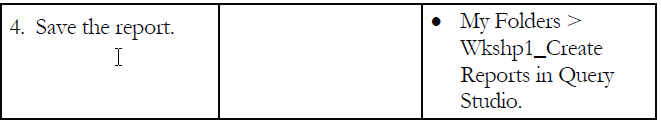 4. Save the report.
● My Folders >
Wkshp1_Create
Reports in Query
Studio.